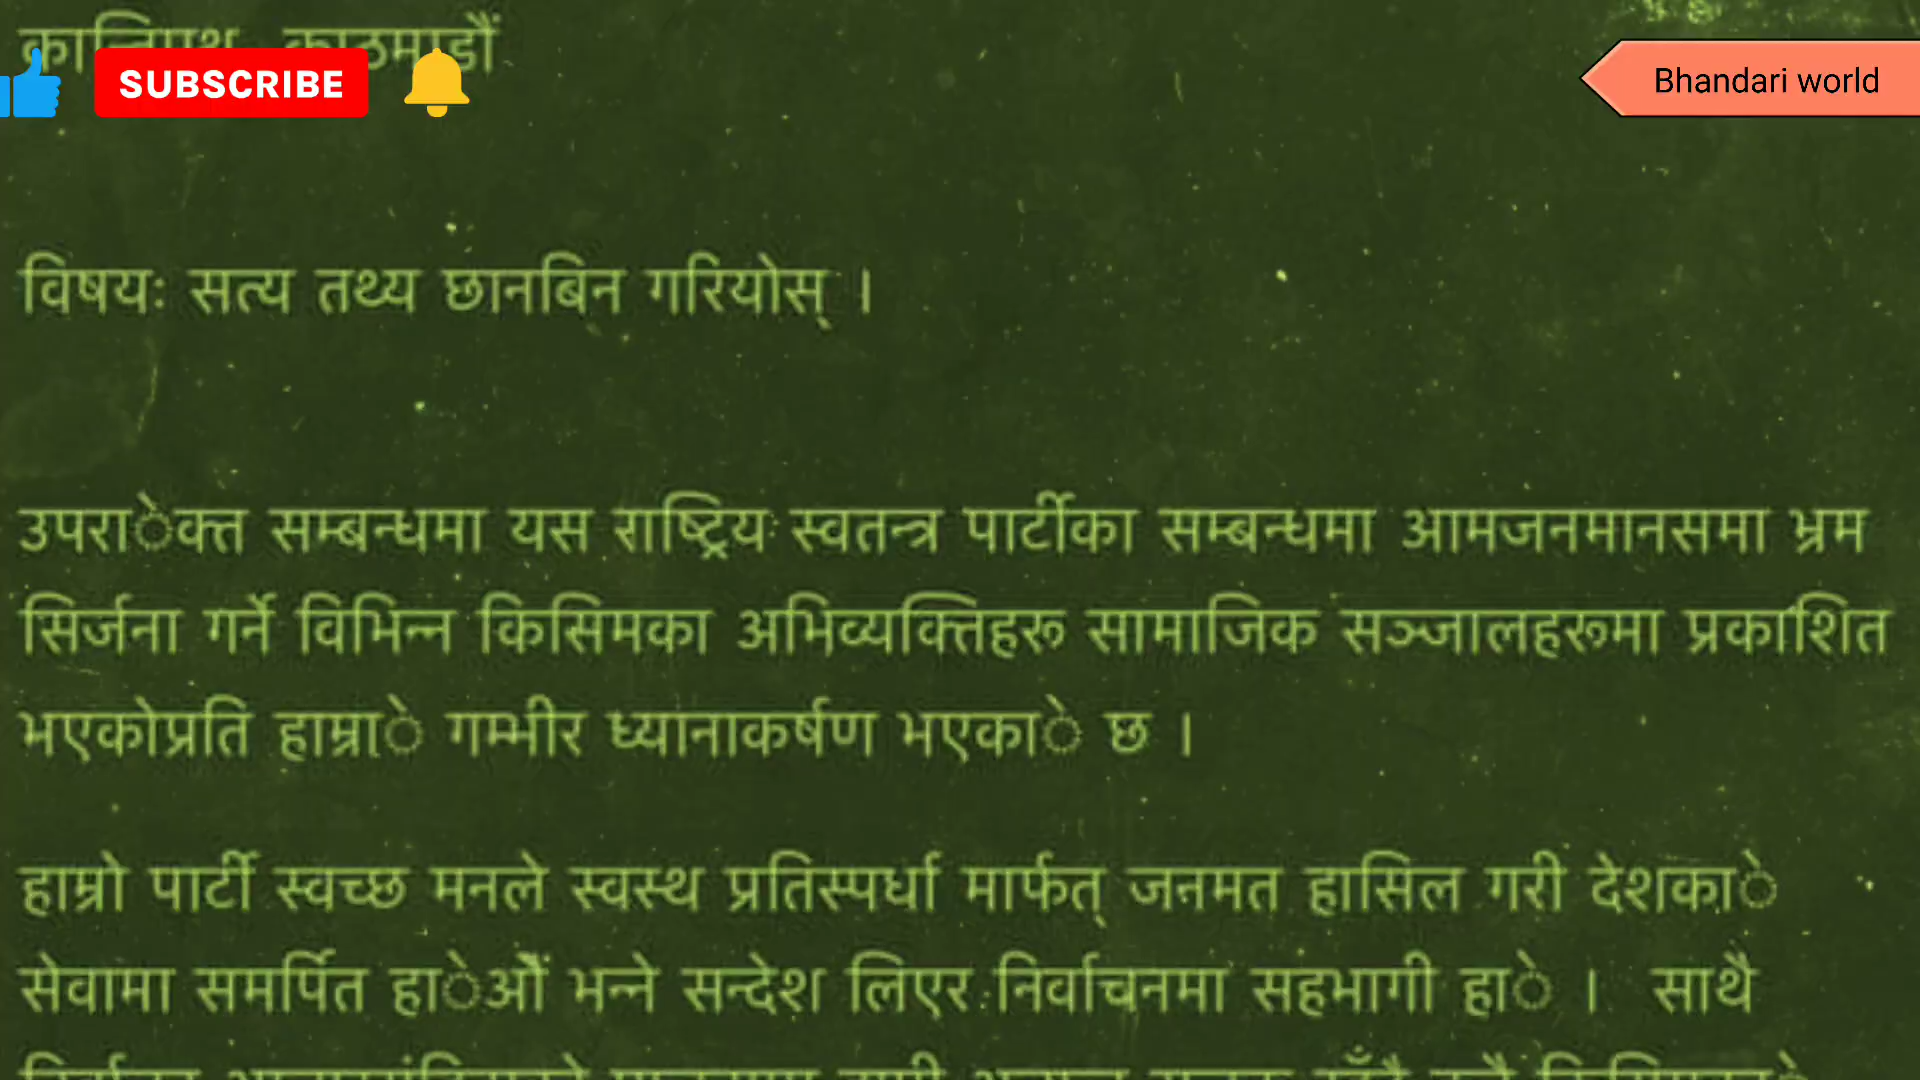 काठमाडौं
SUBSCRIBE
Bhandari world
विषयः सत्य तथ्य छानबिन गरियोस् ।
उपराेक्त सम्बन्धमा यस राष्ट्रिय स्वतन्त्र पार्टीका सम्बन्धमा आमजनमानसमा भ्रम
सिर्जना गर्ने विभिन्न किसिमका अभिव्यक्तिहरू सामाजिक सञ्जालहरूमा प्रकाशित
भएकोप्रति हाम्राे गम्भीर ध्यानाकर्षण भएकाे छ ।
हाम्रो पार्टी स्वच्छ मनले स्वस्थ प्रतिस्पर्धा मार्फत् जनमत हासिल गरी देशकाे
सेवामा समर्पित हाेऔं भन्ने सन्देश लिएर निर्वाचनमा सहभागी हाे । साथै